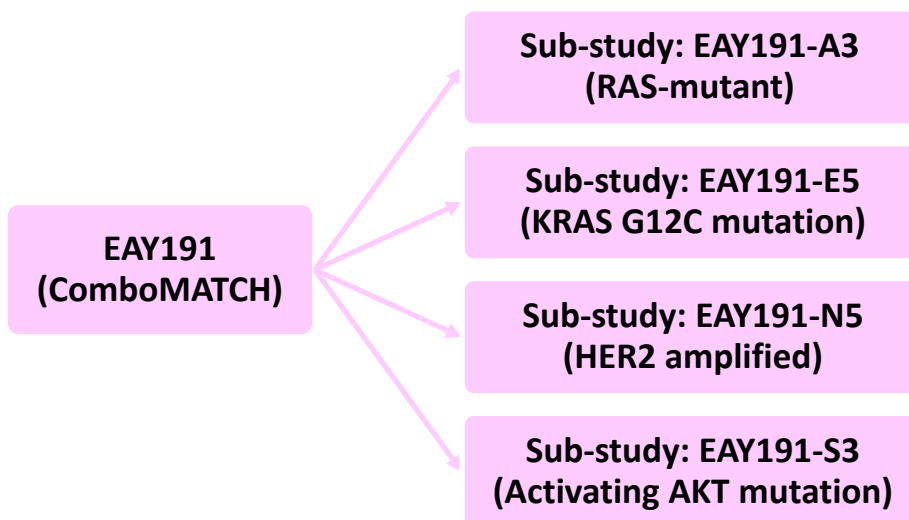 Sub-study: EAY191-A3
(RAS-mutant)
Sub-study: EAY191-E5
(KRAS G12C mutation)
EAY191
(ComboMATCH)
Sub-study: EAY191-N5
(HER2 amplified)
Sub-study: EAY191-S3
(Activating AKT mutation)